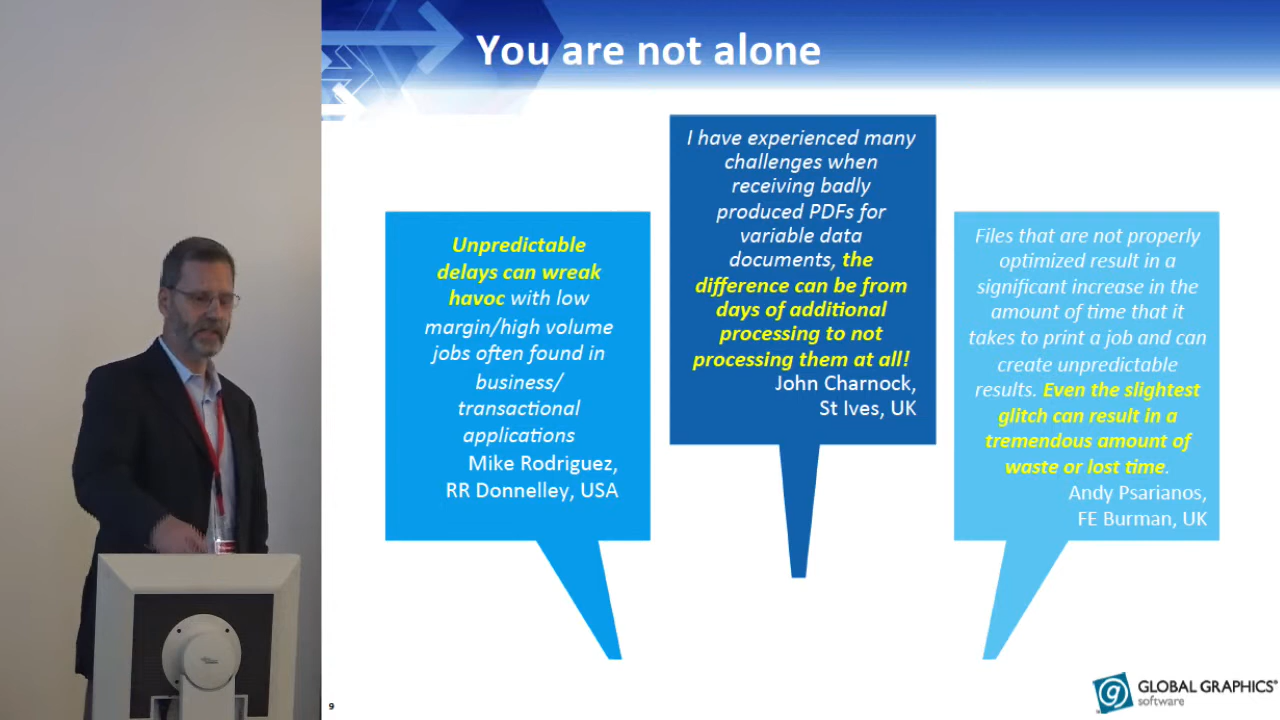 You are not alone
Unpredictable
delays can wreak
havoc with low
margin/high volume
jobs often found in
business/
transactional
applications
Mike Rodriguez,
RR Donnelley, USA
I have experienced many
challenges when
receiving badly
produced PDFs for
variable data
documents, the
difference can be from
days of additional
processing to not
processing them at all!
John Charnock,
St Ives, UK
Files that are not properly
optimized result in a
significant increase in the
amount of time that it
takes to print a job and can
create unpredictable
results. Even the slightest
glitch can result in a
tremendous amount of
waste or lost time.
Andy Psarianos,
FE Burman, UK
9
GLOBAL GRAPHICS®
software